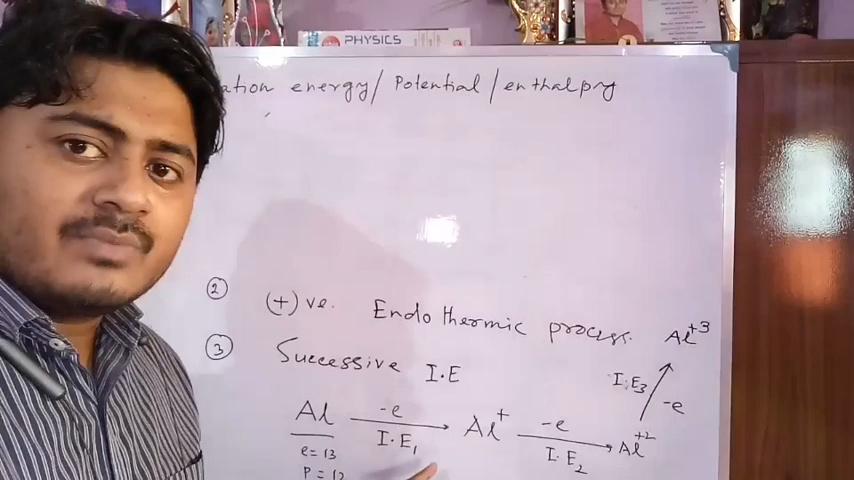 PHYSICS
ation energy/ Potential/enthalpry
② (+)ve. Endothermic process.
③ Successive I.E
Al -e I.E₁ Al⁺ -e I.E₂ Al⁺² -e I.E₃ Al⁺³
e = 13
P = 13